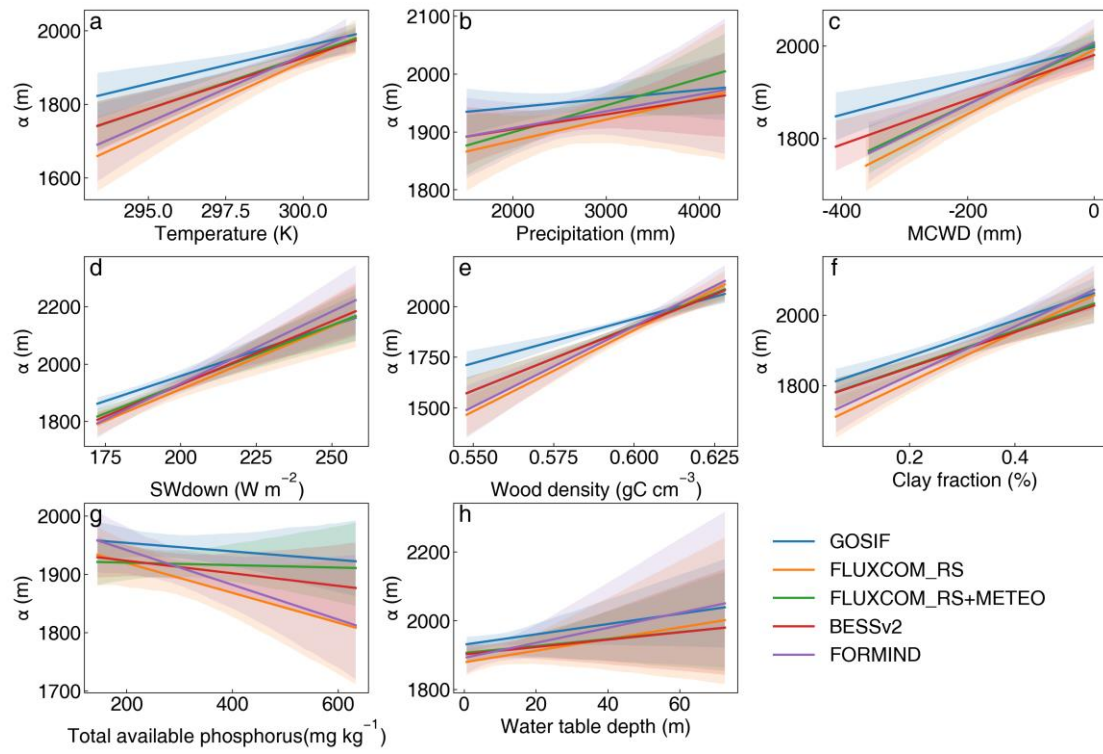 a
2000
1800
1600
α (m)
295.0 297.5 300.0
Temperature (K)
b
2100
2000
1900
1800
α (m)
2000 3000 4000
Precipitation (mm)
c
2000
1800
α (m)
-400 -200 0
MCWD (mm)
d
2200
2000
1800
α (m)
175 200 225 250
SWdown (W m⁻²)
e
2000
1750
1500
α (m)
0.550 0.575 0.600 0.625
Wood density (gC cm⁻³)
f
2000
1800
α (m)
0.2 0.4
Clay fraction (%)
g
2000
1900
1800
1700
α (m)
200 400 600
Total available phosphorus(mg kg⁻¹)
h
2200
2000
1800
α (m)
0 20 40 60
Water table depth (m)
GOSIF
FLUXCOM_RS
FLUXCOM_RS+METEO
BESSv2
FORMIND